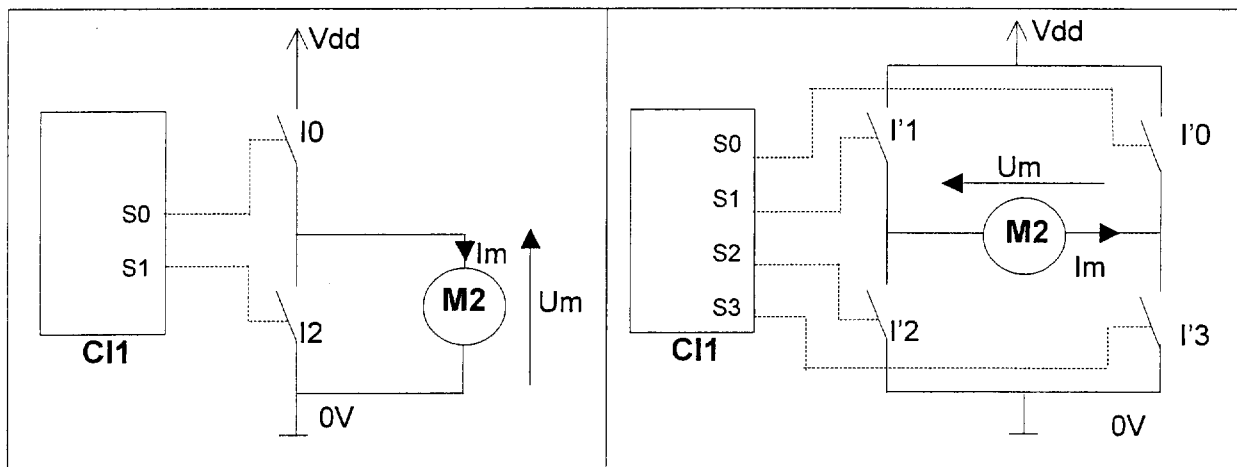 Vdd
I0
S0
S1
Im
M2
Um
I2
CI1
0V
Vdd
S0
I'1
I'0
Um
S1
M2
S2
Im
S3
I'2
I'3
CI1
0V